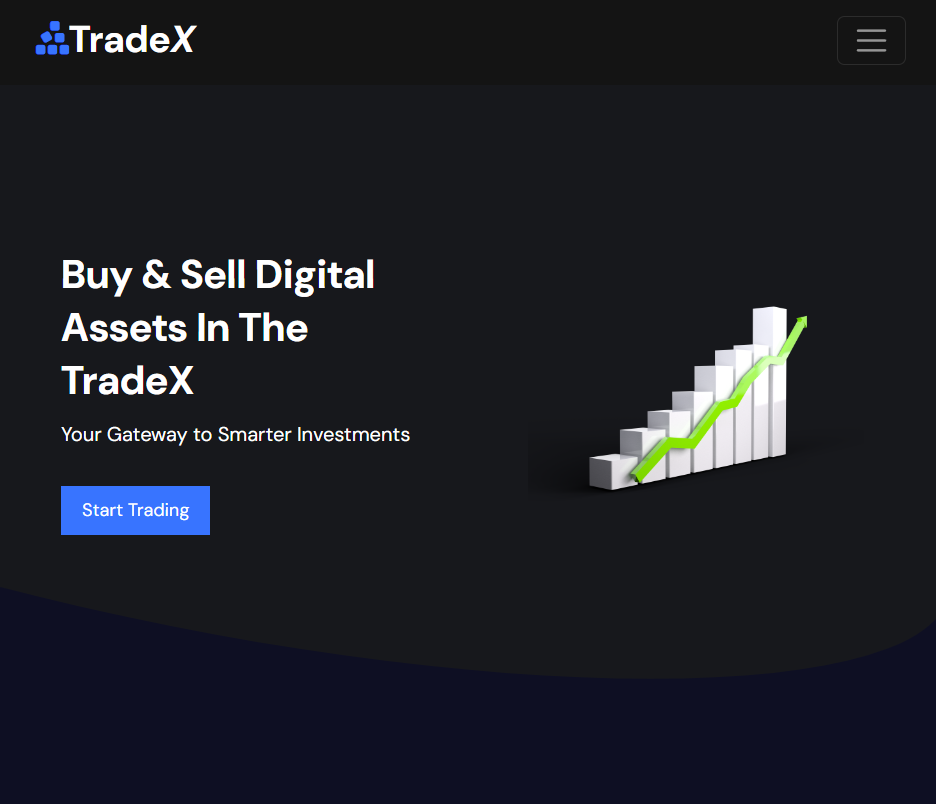 TradeX
Buy & Sell Digital
Assets In The
TradeX
Your Gateway to Smarter Investments
Start Trading